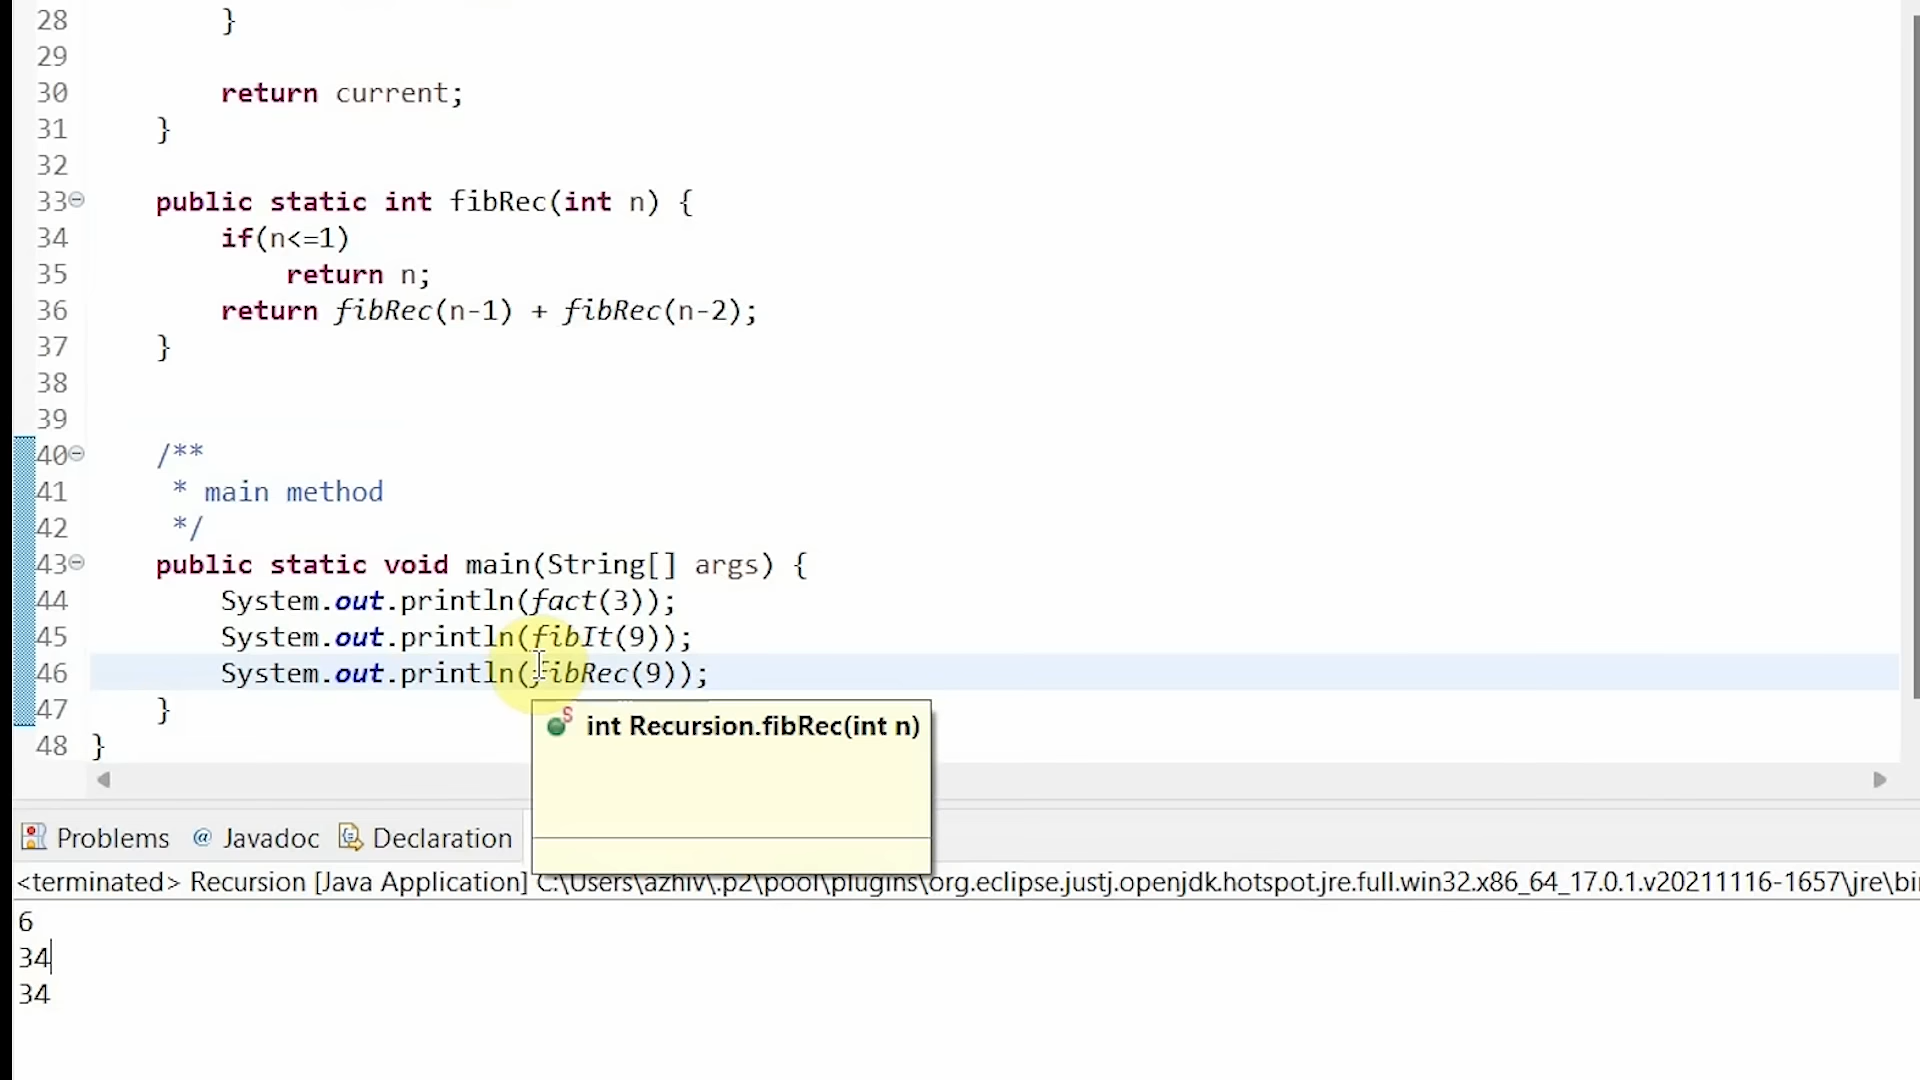 28 }
29
30 return current;
31 }
32
33 public static int fibRec(int n) {
34 if(n<=1)
35 return n;
36 return fibRec(n-1) + fibRec(n-2);
37 }
38
39
40 /**
41 * main method
42 */
43 public static void main(String[] args) {
44 System.out.println(fact(3));
45 System.out.println(fibIt(9));
46 System.out.println(fibRec(9));
47 }
48 }
S int Recursion.fibRec(int n)
Problems @ Javadoc Declaration
<terminated> Recursion [Java Application] C:\Users\azhiv\.p2\pool\plugins\org.eclipse.justj.openjdk.hotspot.jre.full.win32.x86_64_17.0.1.v20211116-1657\jre\bi
6
34
34